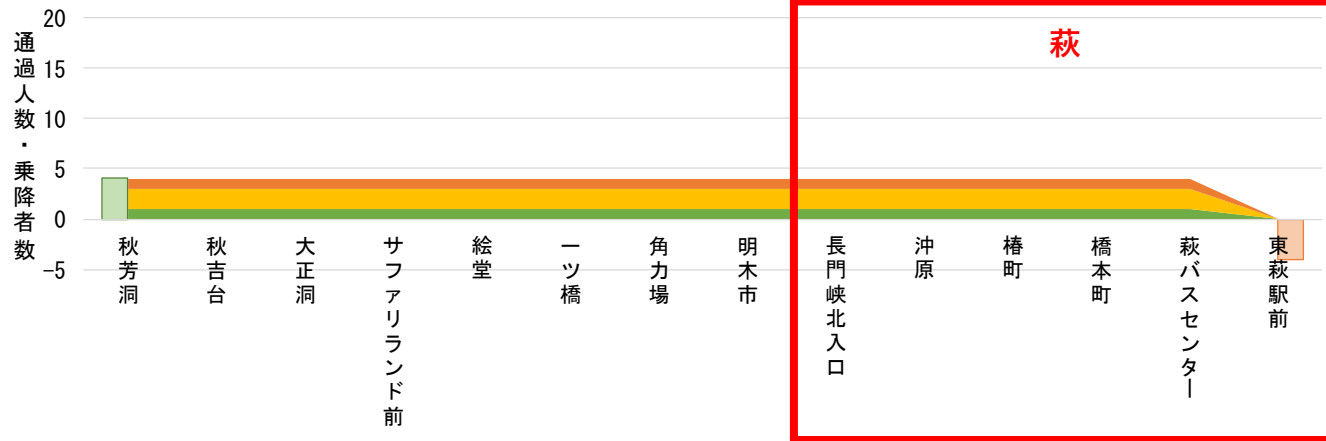 通過人数・乗降者数
20
15
10
5
0
-5
萩
秋芳洞
秋吉台
大正洞
サファリランド前
絵堂
一ツ橋
角力場
明木市
長門峡北入口
沖原
椿町
橋本町
萩バスセンター
東萩駅前